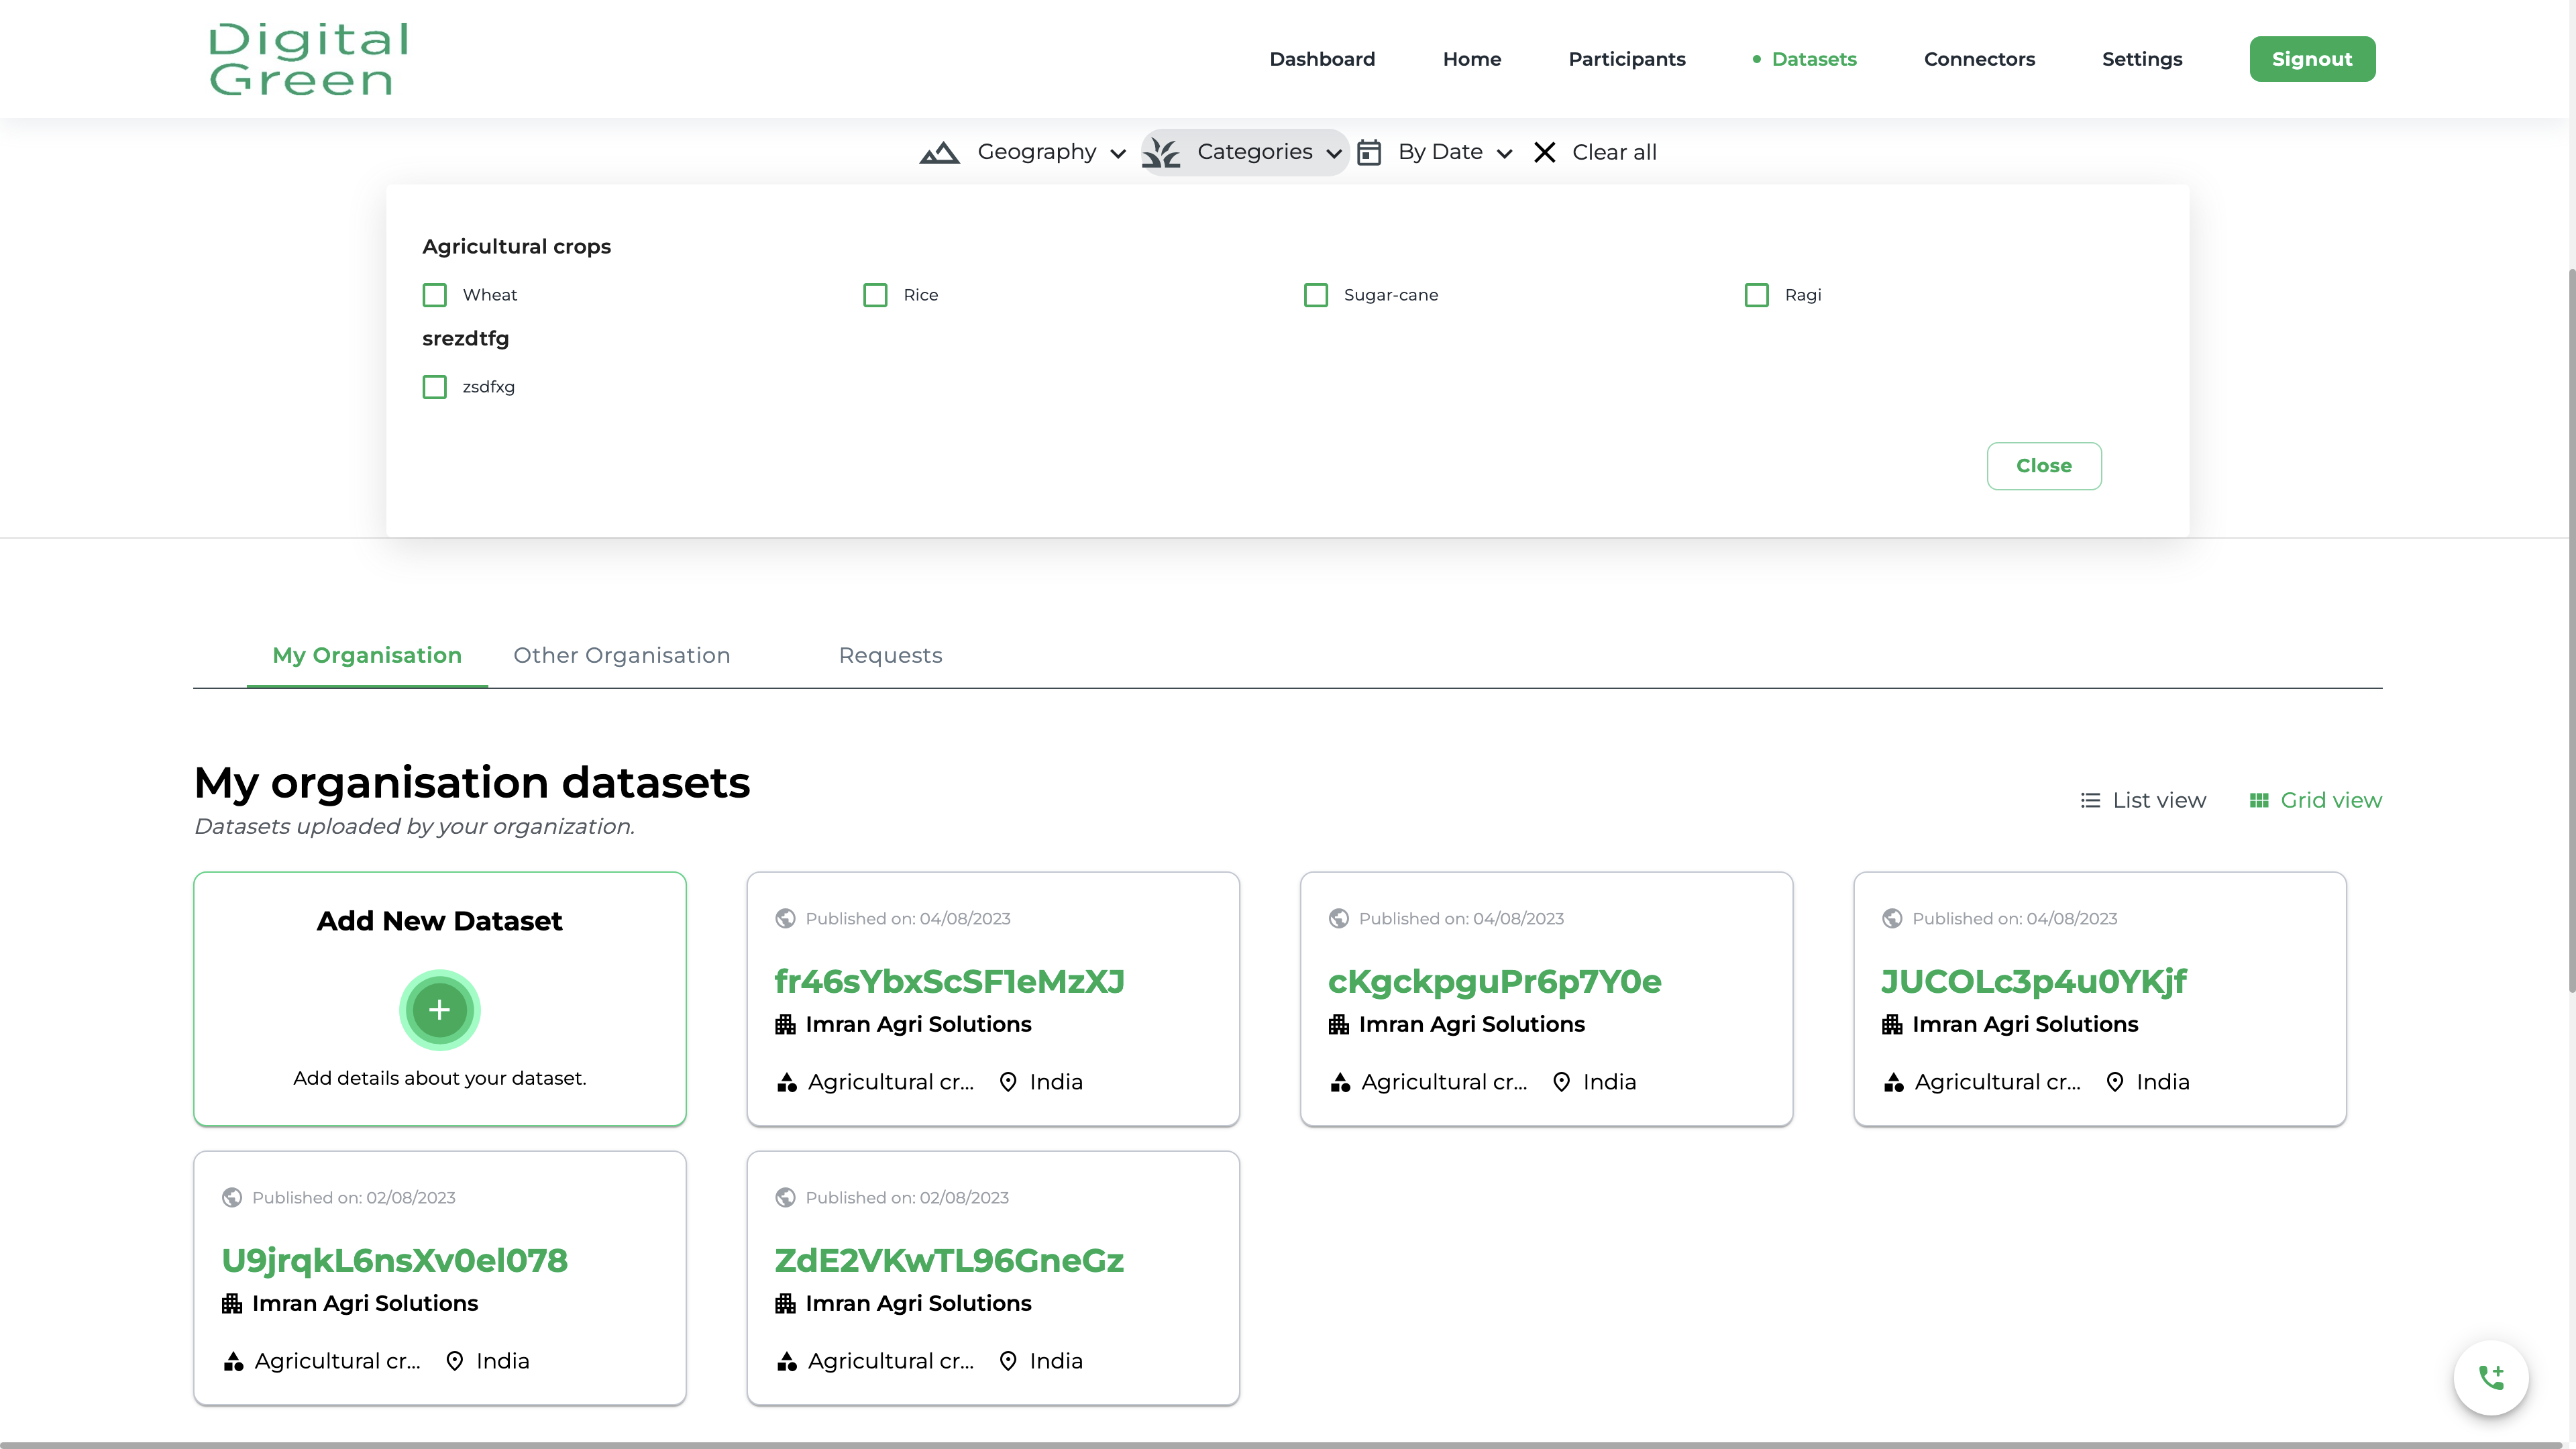 Digital
Green
Dashboard Home Participants Datasets Connectors Settings Signout
Geography Categories By Date Clear all
Agricultural crops
Wheat Rice Sugar-cane Ragi
srezdtfg
zsdfxg
Close
My Organisation Other Organisation Requests
My organisation datasets
Datasets uploaded by your organization.
List view Grid view
Add New Dataset
Add details about your dataset.
Published on: 04/08/2023
fr46sYbxScSF1eMzXJ
Imran Agri Solutions
Agricultural cr... India
Published on: 04/08/2023
cKgckpguPr6p7Y0e
Imran Agri Solutions
Agricultural cr... India
Published on: 04/08/2023
JUCOLc3p4u0YKjf
Imran Agri Solutions
Agricultural cr... India
Published on: 02/08/2023
U9jrqkL6nsXv0el078
Imran Agri Solutions
Agricultural cr... India
Published on: 02/08/2023
ZdE2VKwTL96GneGz
Imran Agri Solutions
Agricultural cr... India